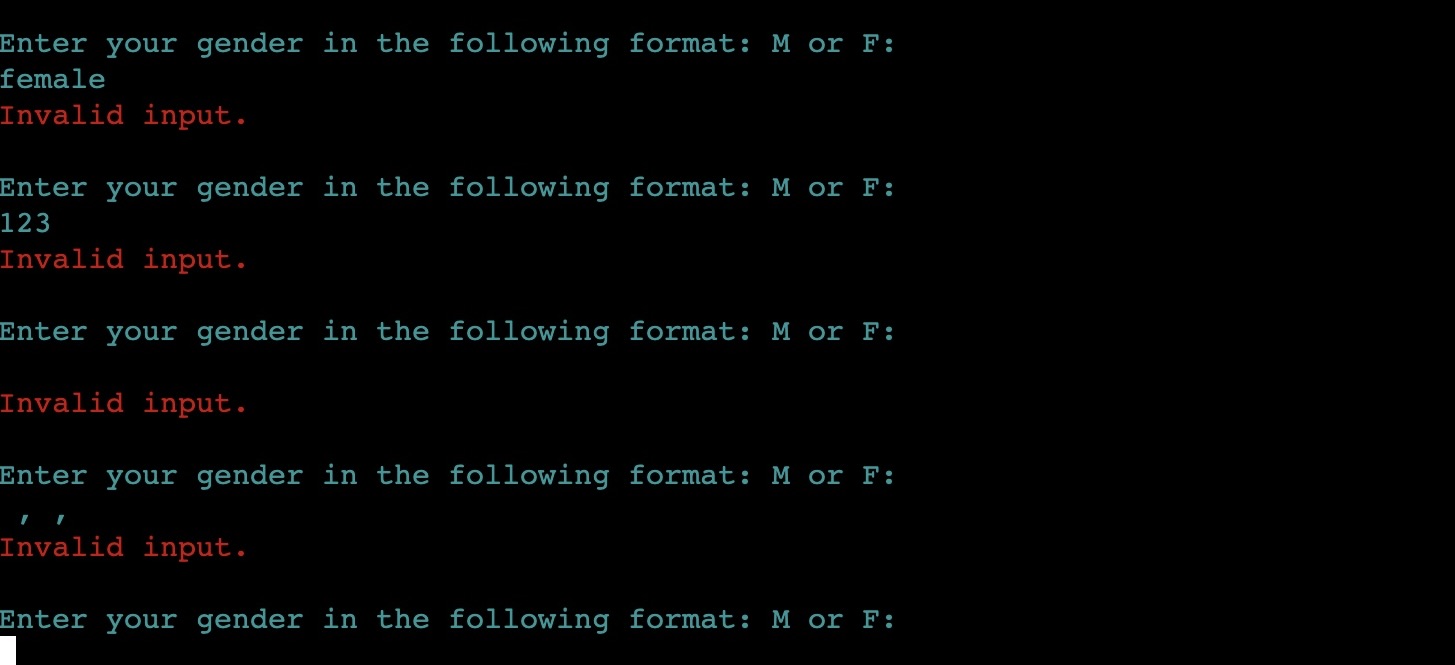 Enter your gender in the following format: M or F:
female
Invalid input.
Enter your gender in the following format: M or F:
123
Invalid input.
Enter your gender in the following format: M or F:
Invalid input.
Enter your gender in the following format: M or F:
 , ,
Invalid input.
Enter your gender in the following format: M or F: